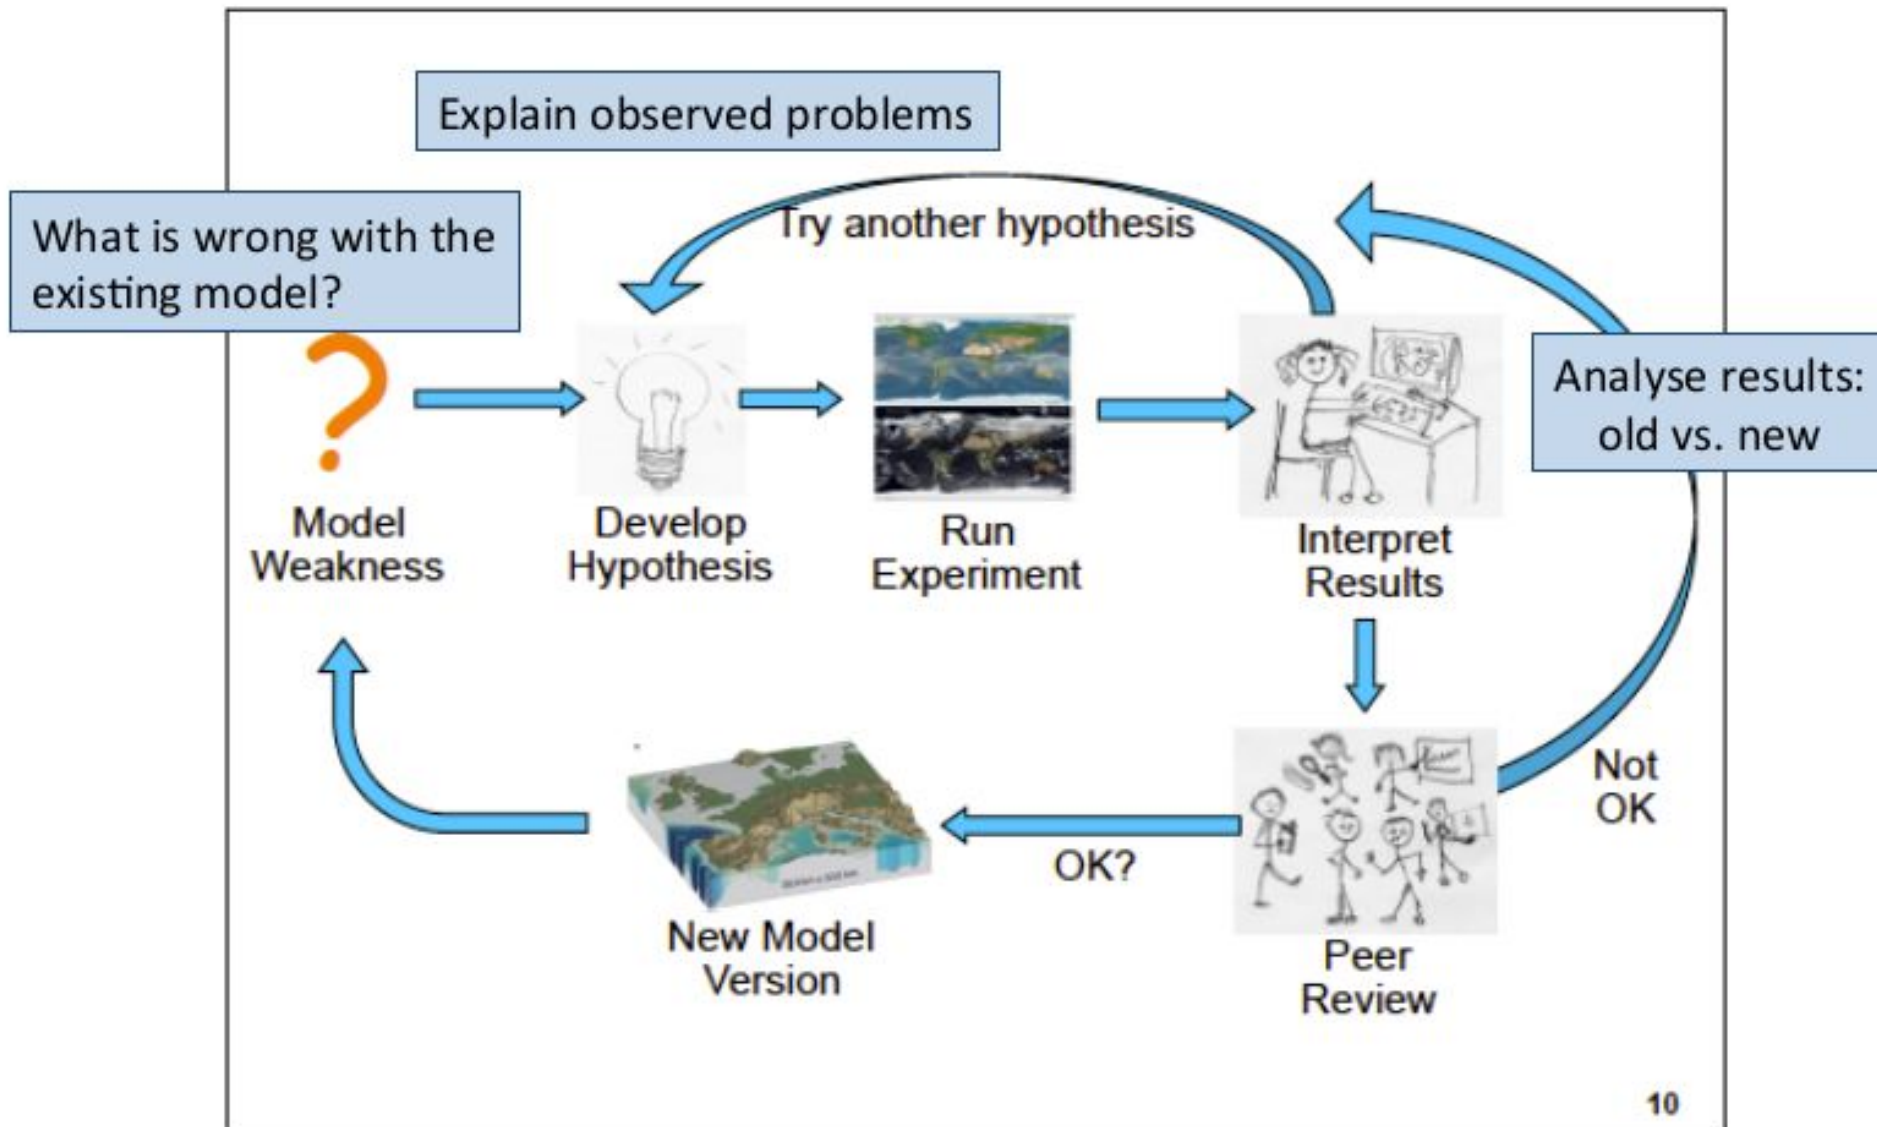 Explain observed problems
What is wrong with the
existing model?
Try another hypothesis
Analyse results:
old vs. new
Model
Weakness
Develop
Hypothesis
Run
Experiment
Interpret
Results
Not
OK
OK?
New Model
Version
Peer
Review
10